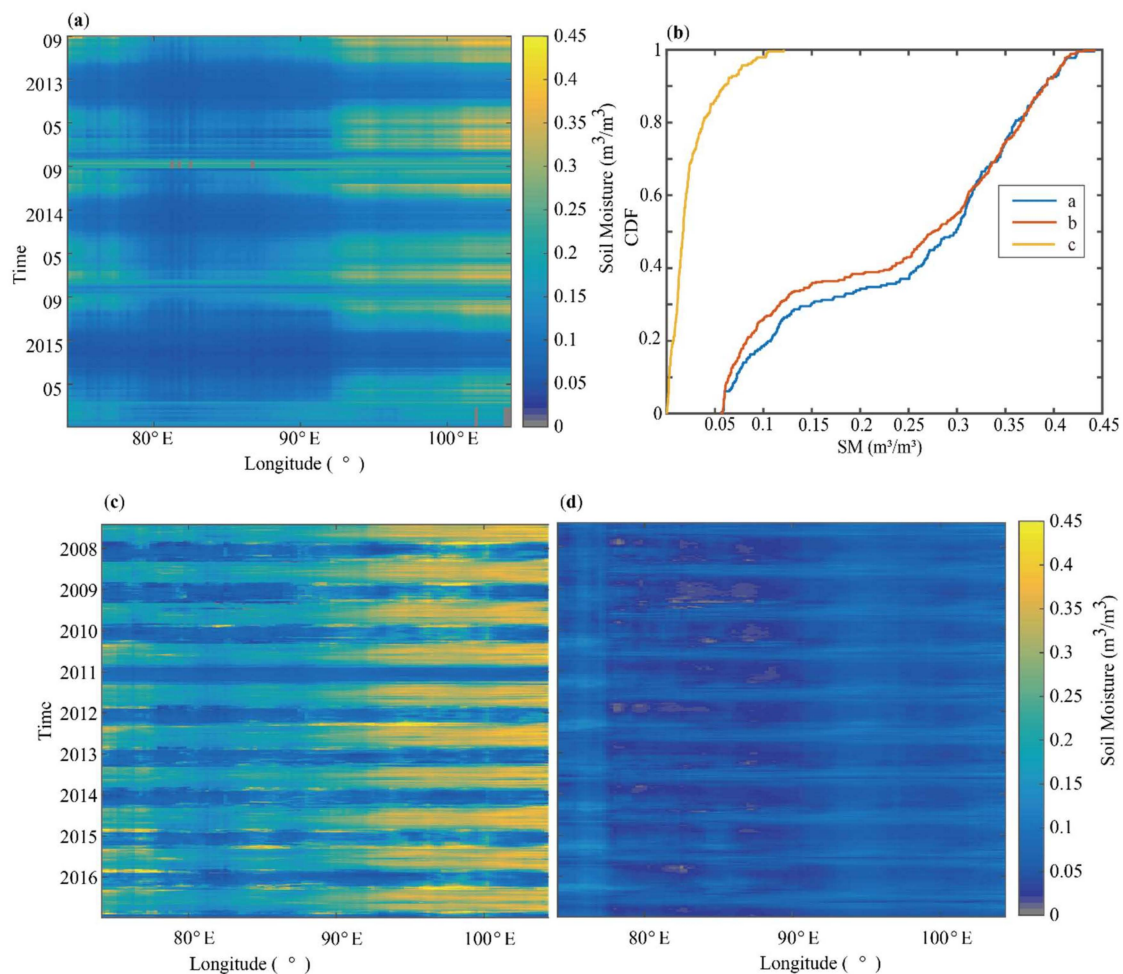 (a)
09
2013
05
09
2014
05
09
2015
05
Time
80°E
90°E
100°E
Longitude ( ° )
0.45
0.4
0.35
0.3
0.25
0.2
0.15
0.1
0.05
0
Soil Moisture (m³/m³)
(b)
1
0.8
0.6
0.4
0.2
0
CDF
0.05
0.1
0.15
0.2
0.25
0.3
0.35
0.4
0.45
SM (m³/m³)
a
b
c
(c)
2008
2009
2010
2011
2012
2013
2014
2015
2016
Time
80°E
90°E
100°E
Longitude ( ° )
(d)
80°E
90°E
100°E
Longitude ( ° )
0.45
0.4
0.35
0.3
0.25
0.2
0.15
0.1
0.05
0
Soil Moisture (m³/m³)